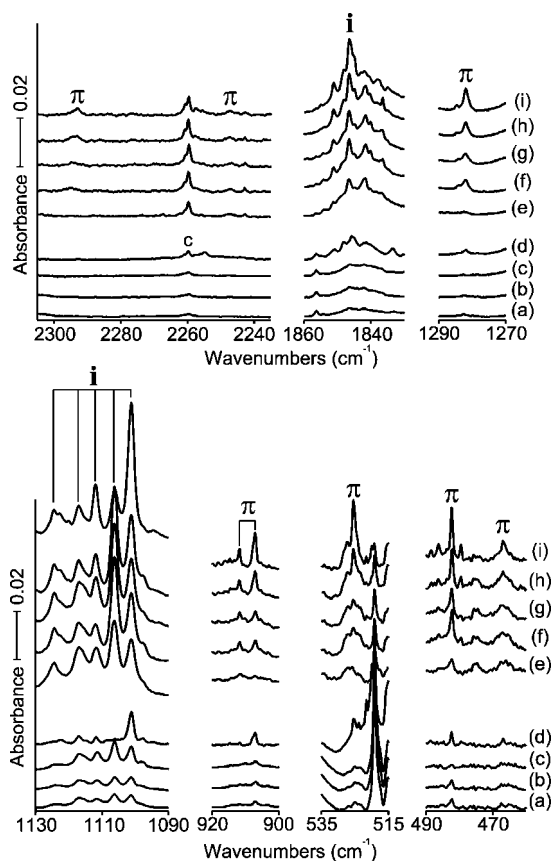 i
π
π
π
(i)
(h)
(g)
(f)
(e)
c
(d)
(c)
(b)
(a)
Absorbance
0.02
2300
2280
2260
2240
1860
1840
1290
1270
Wavenumbers (cm⁻¹)
i
π
π
π
π
(i)
(h)
(g)
(f)
(e)
(d)
(c)
(b)
(a)
Absorbance
0.02
1130
1110
1090
920
900
535
515
490
470
Wavenumbers (cm⁻¹)